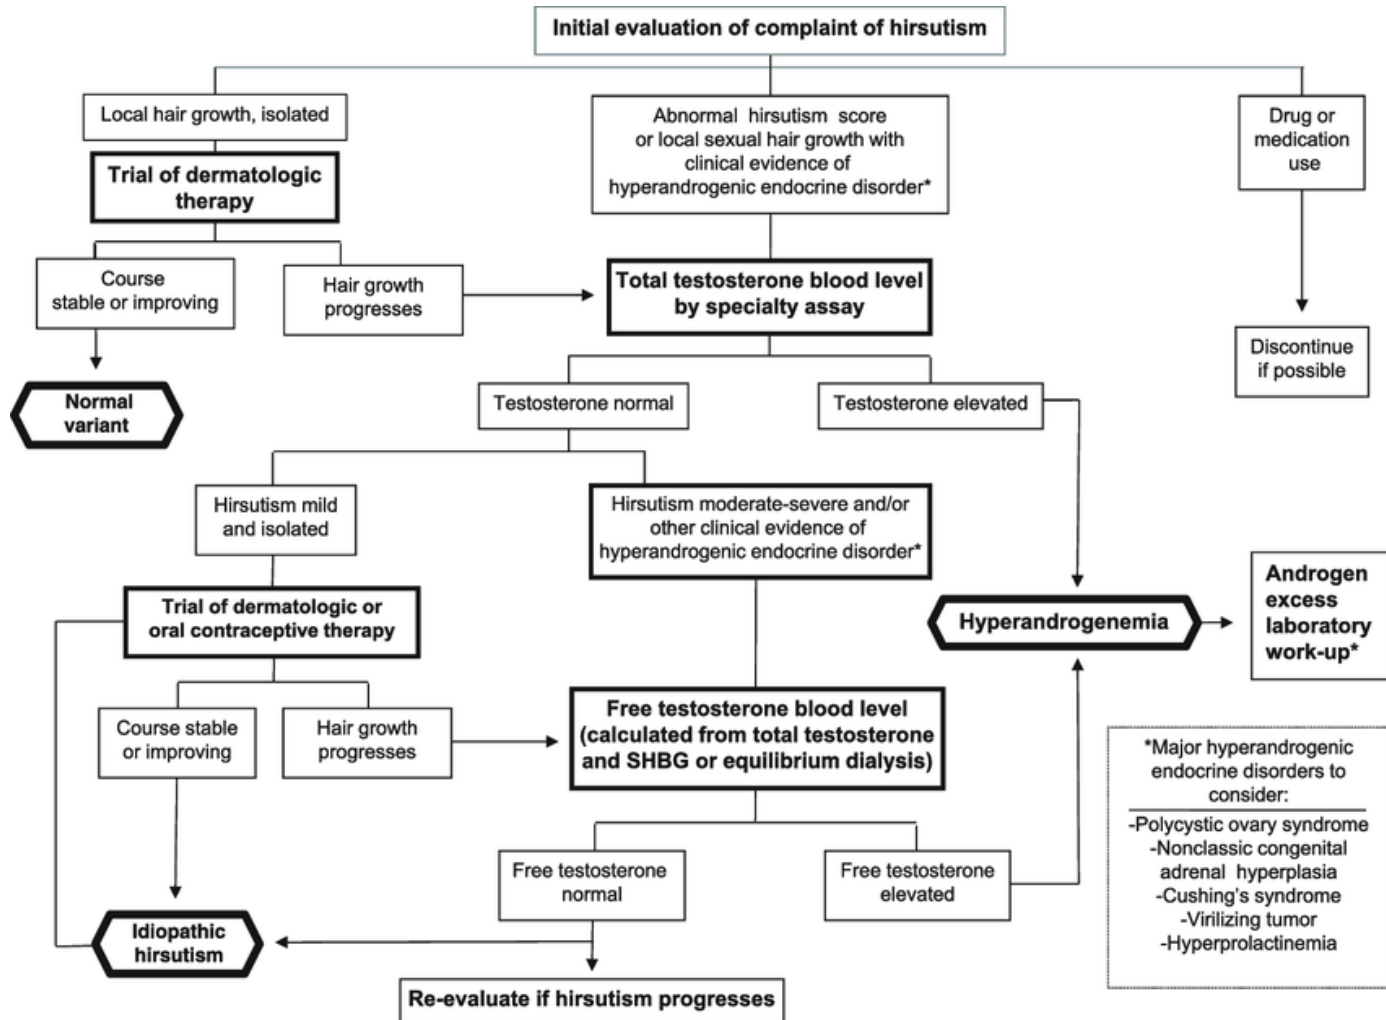 Initial evaluation of complaint of hirsutism
Local hair growth, isolated
Trial of dermatologic
therapy
Course
stable or improving
Hair growth
progresses
Normal
variant
Abnormal hirsutism score
or local sexual hair growth with
clinical evidence of
hyperandrogenic endocrine disorder*
Drug or
medication
use
Discontinue
if possible
Total testosterone blood level
by specialty assay
Testosterone normal
Testosterone elevated
Hirsutism mild
and isolated
Hirsutism moderate-severe and/or
other clinical evidence of
hyperandrogenic endocrine disorder*
Trial of dermatologic or
oral contraceptive therapy
Course stable
or improving
Hair growth
progresses
Free testosterone blood level
(calculated from total testosterone
and SHBG or equilibrium dialysis)
Free testosterone
normal
Free testosterone
elevated
Idiopathic
hirsutism
Re-evaluate if hirsutism progresses
Hyperandrogenemia
Androgen
excess
laboratory
work-up*
*Major hyperandrogenic
endocrine disorders to
consider:
-Polycystic ovary syndrome
-Nonclassic congenital
adrenal hyperplasia
-Cushing's syndrome
-Virilizing tumor
-Hyperprolactinemia